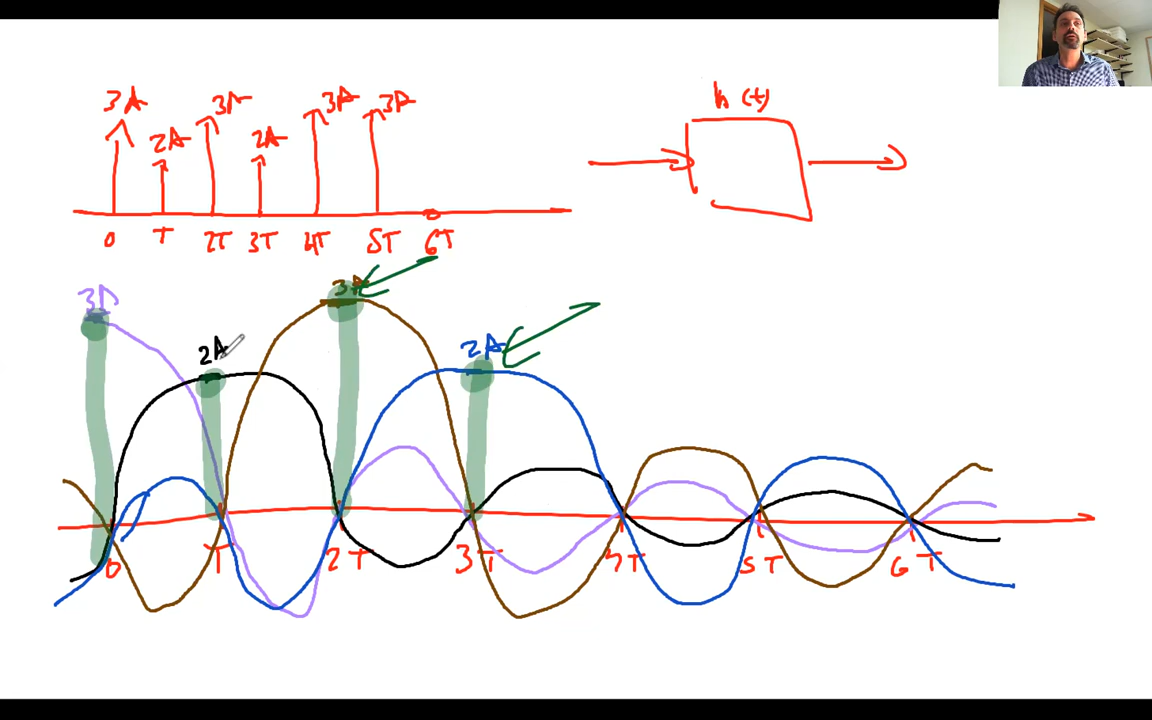 3A 2A 3A 2A 3A 3A
0 T 2T 3T 4T 5T 6T
h(t)
3A 2A 3A 2A
0 T 2T 3T 4T 5T 6T